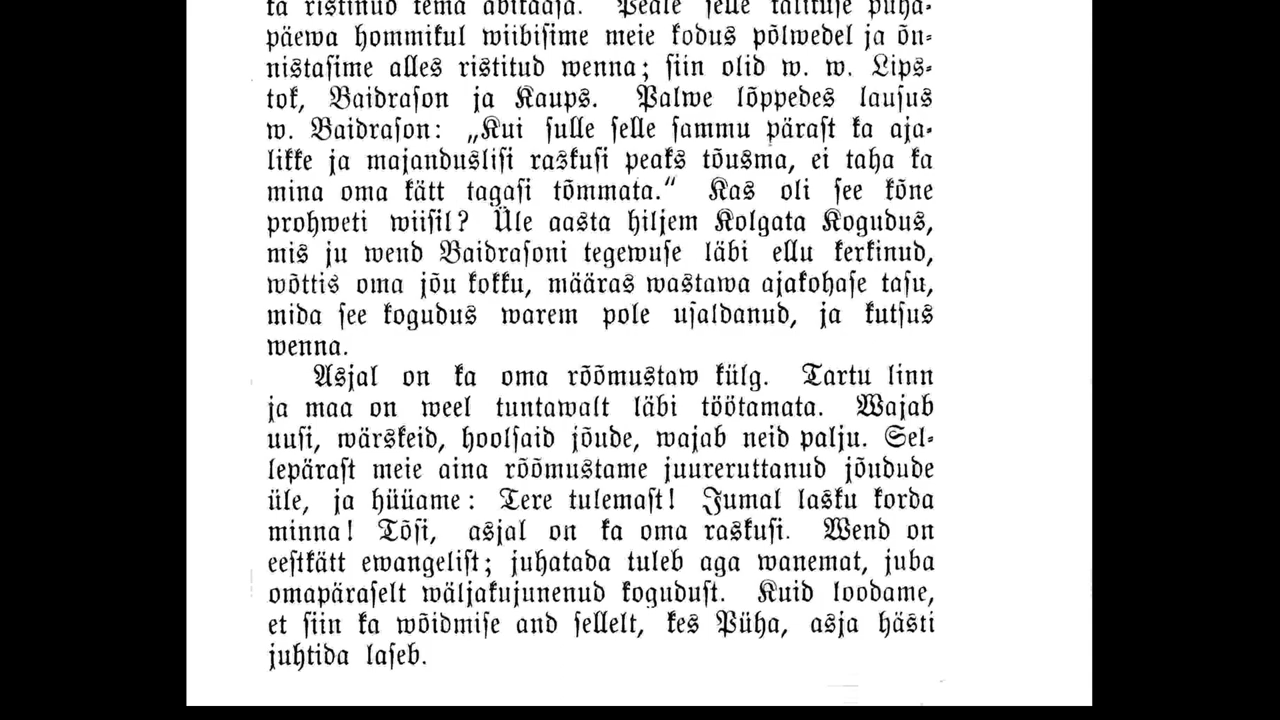 ka ristinud tema abikaasa. Peale selle talituse püha-
päewa hommikul wiibisime meie kodus põlwedel ja õn-
nistasime alles ristitud wenna; siin olid w. w. Lips-
tok, Baidrason ja Kaups. Palwe lõppedes lausus
w. Baidrason: „Kui sulle selle sammu pärast ka aja-
likke ja majanduslisi raskusi peaks tõusma, ei taha ka
mina oma kätt tagasi tõmmata.“ Kas oli see kõne
prohweti wiisil? Üle aasta hiljem Kolgata Kogudus,
mis ju wend Baidrasoni tegewuse läbi ellu kerkinud,
wõttis oma jõu kokku, määras wastawa ajakohase tasu,
mida see kogudus warem pole usaldanud, ja kutsus
wenna.
Asjal on ka oma rõõmustaw külg. Tartu linn
ja maa on weel tuntawalt läbi töötamata. Wajab
uusi, wärskeid, hoolsaid jõude, wajab neid palju. Sel-
lepärast meie aina rõõmustame juureruttanud jõudude
üle, ja hüüame: Tere tulemast! Jumal lasku korda
minna! Tõsi, asjal on ka oma raskusi. Wend on
eestkätt ewangelist; juhatada tuleb aga wanemat, juba
omapäraselt wäljakujunenud kogudust. Kuid loodame,
et siin ka wõidmise and sellelt, kes Püha, asja hästi
juhtida laseb.